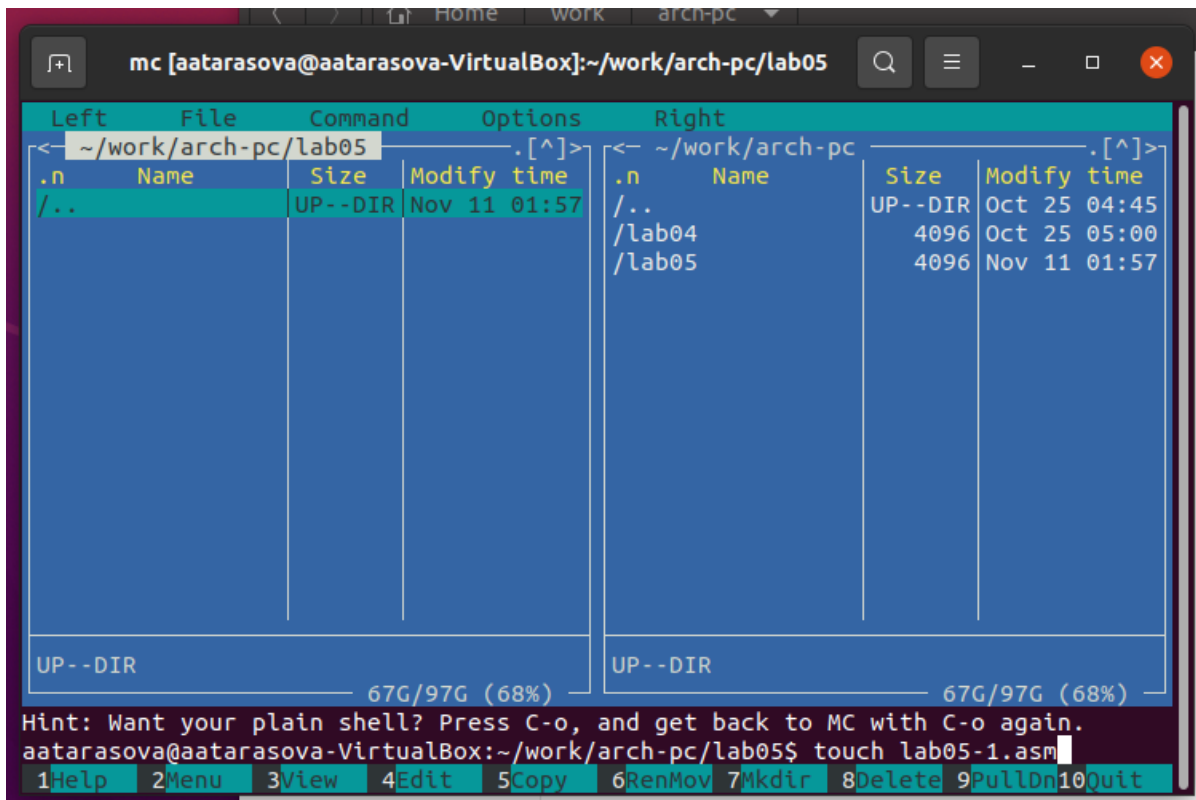 Home work arch-pc
mc [aatarasova@aatarasova-VirtualBox]:~/work/arch-pc/lab05
Left File Command Options Right
<─ ~/work/arch-pc/lab05 ─.[^]>
.n Name Size Modify time
/.. UP--DIR Nov 11 01:57
UP--DIR
67G/97G (68%)
<─ ~/work/arch-pc ─.[^]>
.n Name Size Modify time
/.. UP--DIR Oct 25 04:45
/lab04 4096 Oct 25 05:00
/lab05 4096 Nov 11 01:57
UP--DIR
67G/97G (68%)
Hint: Want your plain shell? Press C-o, and get back to MC with C-o again.
aatarasova@aatarasova-VirtualBox:~/work/arch-pc/lab05$ touch lab05-1.asm
1Help 2Menu 3View 4Edit 5Copy 6RenMov 7Mkdir 8Delete 9PullDn 10Quit